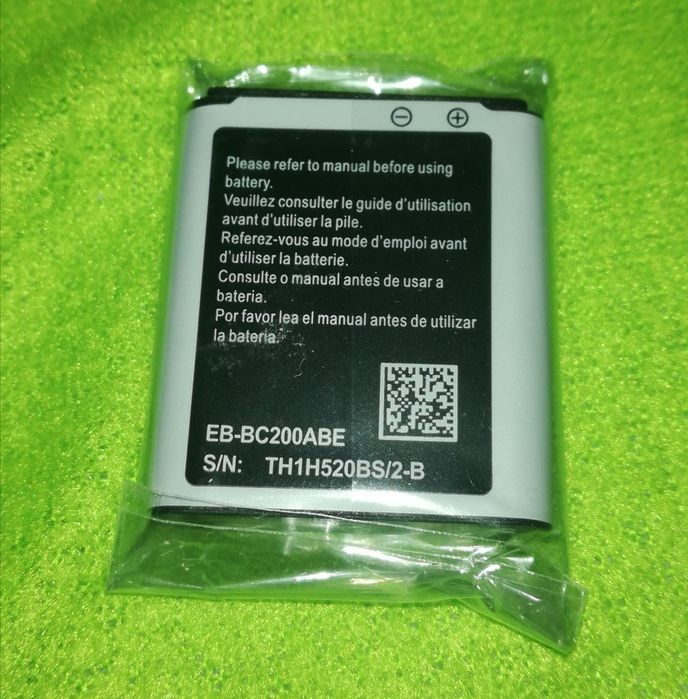 Please refer to manual before using
battery.
Veuillez consulter le guide d'utilisation
avant d'utiliser la pile.
Referez-vous au mode d'emploi avant
d'utiliser la batterie.
Consulte o manual antes de usar a
bateria.
Por favor lea el manual antes de utilizar
la bateria.
EB-BC200ABE
S/N: TH1H520BS/2-B